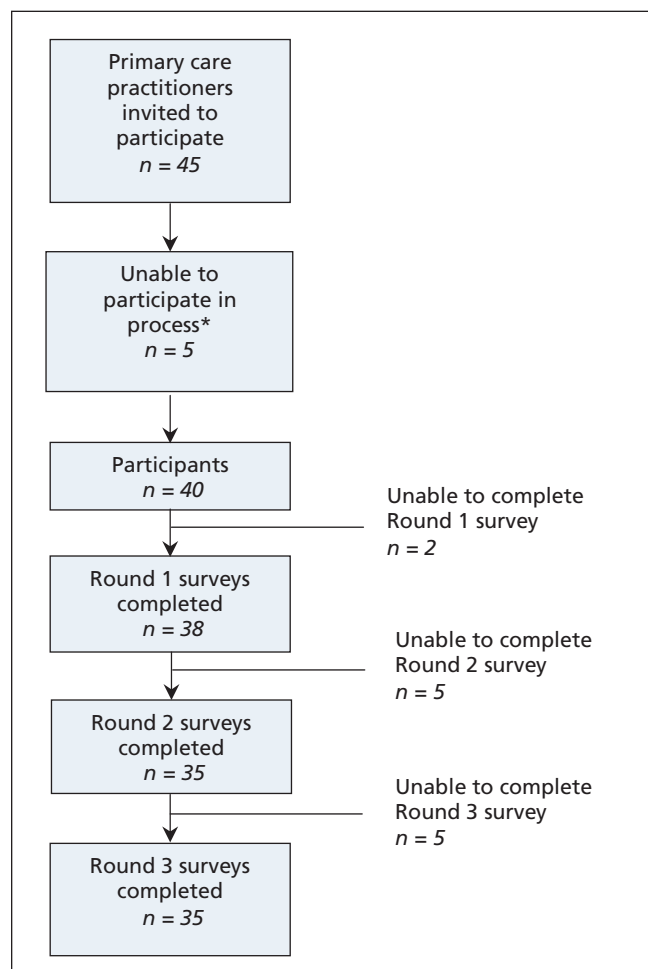 Primary care
practitioners
invited to
participate
n = 45
Unable to
participate in
process*
n = 5
Participants
n = 40
Unable to complete
Round 1 survey
n = 2
Round 1 surveys
completed
n = 38
Unable to complete
Round 2 survey
n = 5
Round 2 surveys
completed
n = 35
Unable to complete
Round 3 survey
n = 5
Round 3 surveys
completed
n = 35